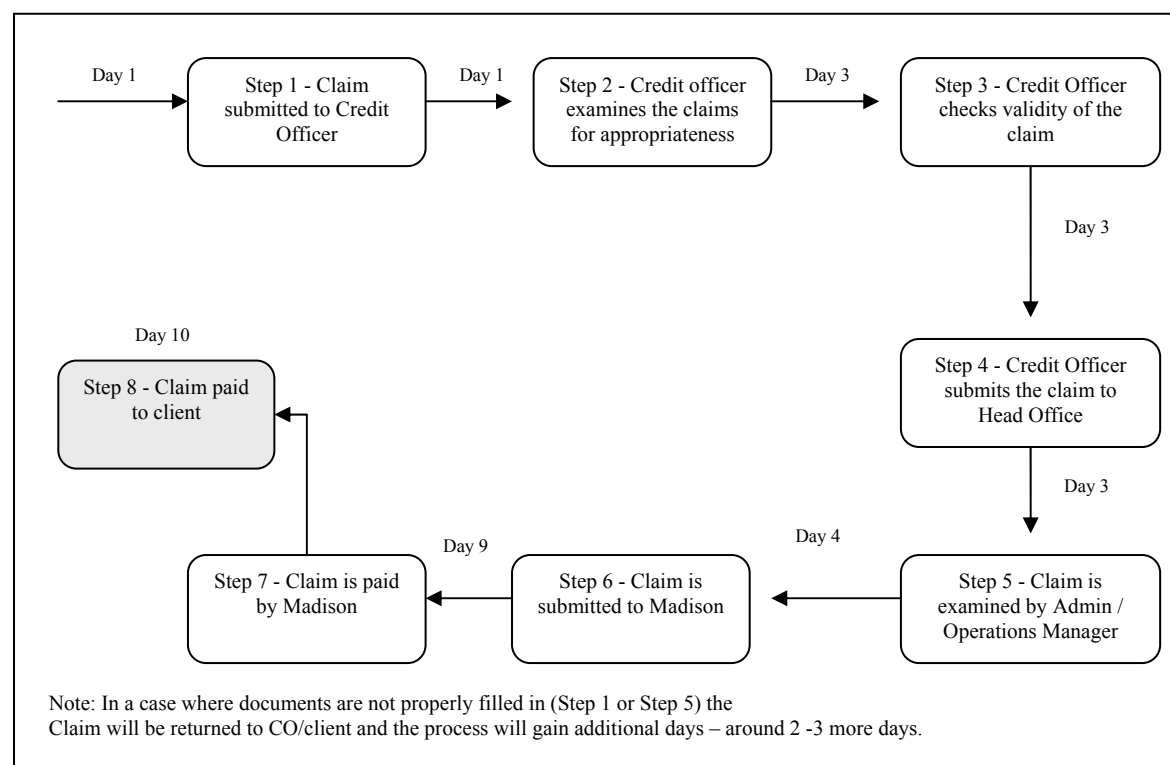 Day 1
Step 1 - Claim
submitted to Credit
Officer
Day 1
Step 2 - Credit officer
examines the claims
for appropriateness
Day 3
Step 3 - Credit Officer
checks validity of the
claim
Day 3
Step 4 - Credit Officer
submits the claim to
Head Office
Day 3
Step 5 - Claim is
examined by Admin /
Operations Manager
Day 4
Step 6 - Claim is
submitted to Madison
Day 9
Step 7 - Claim is paid
by Madison
Day 10
Step 8 - Claim paid
to client
Note: In a case where documents are not properly filled in (Step 1 or Step 5) the
Claim will be returned to CO/client and the process will gain additional days – around 2 -3 more days.